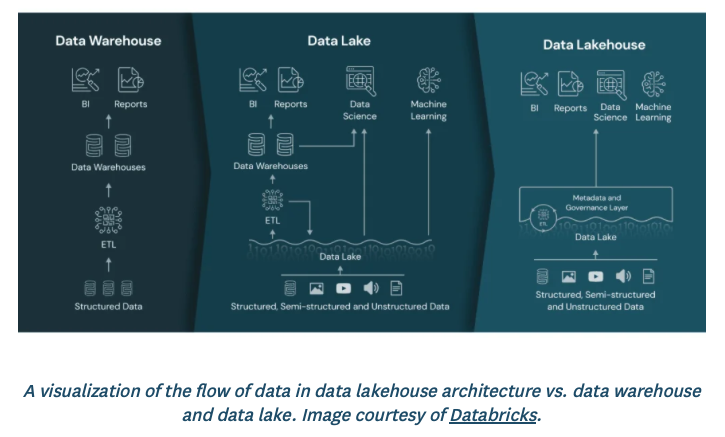 Data Warehouse
BI
Reports
Data Warehouses
ETL
Structured Data
Data Lake
BI
Reports
Data
Science
Machine
Learning
Data Warehouses
ETL
Data Lake
Structured, Semi-structured and Unstructured Data
Data Lakehouse
BI
Reports
Data
Science
Machine
Learning
Metadata and
Governance Layer
ETL
Data Lake
Structured, Semi-structured
and Unstructured Data
A visualization of the flow of data in data lakehouse architecture vs. data warehouse
and data lake. Image courtesy of Databricks.